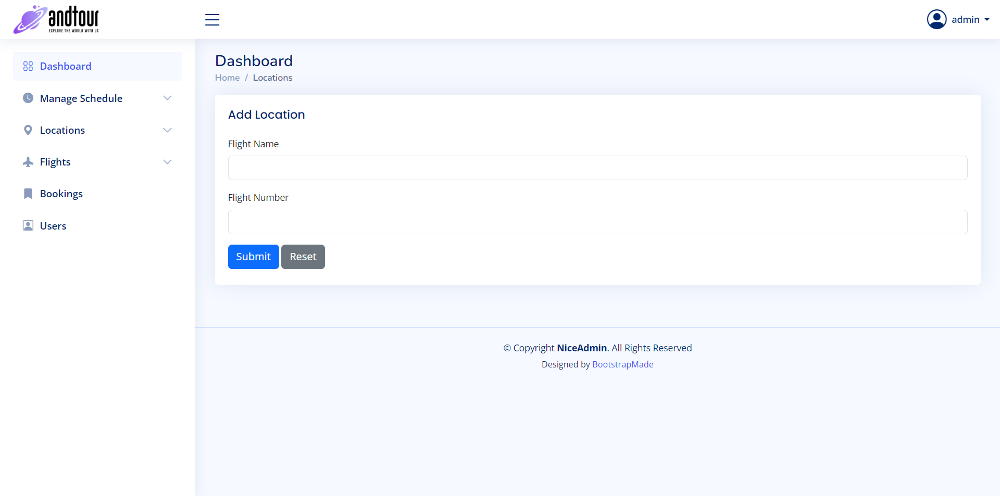 andtour
EXPLORE THE WORLD WITH US
admin
Dashboard
Manage Schedule
Locations
Flights
Bookings
Users
Dashboard
Home / Locations
Add Location
Flight Name
Flight Number
Submit Reset
© Copyright NiceAdmin. All Rights Reserved
Designed by BootstrapMade